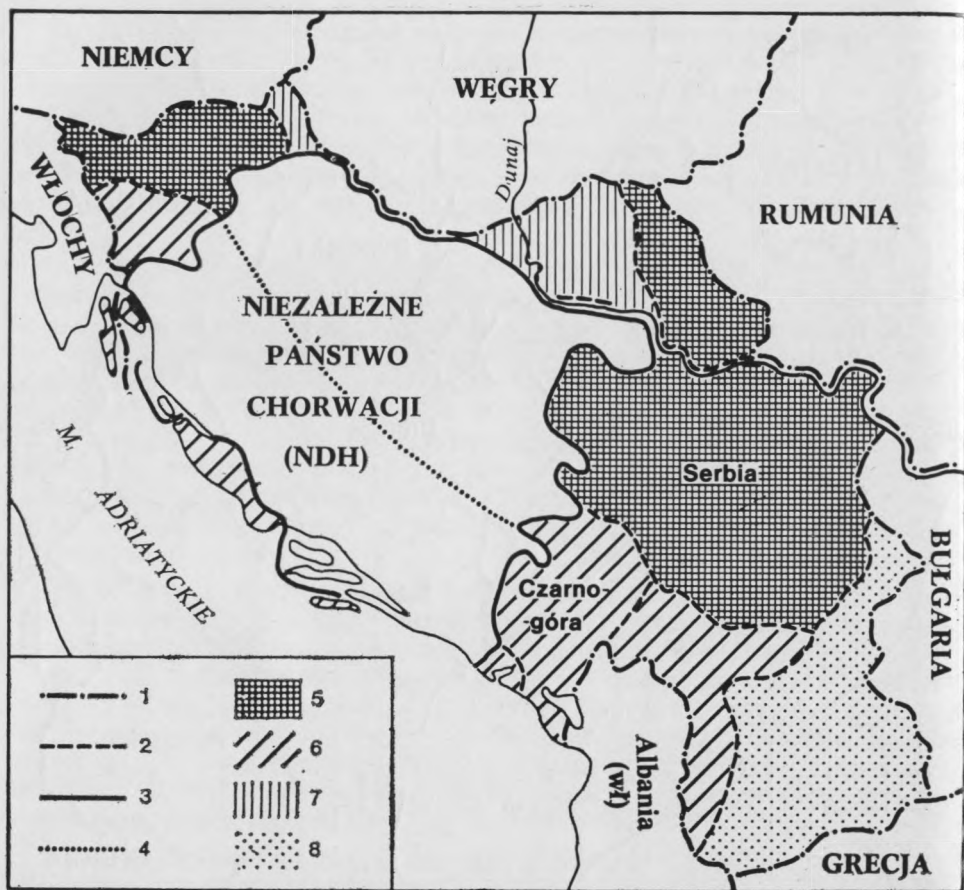 NIEMCY
WĘGRY
Dunaj
WŁOCHY
RUMUNIA
NIEZALEŻNE
PAŃSTWO
CHORWACJI
(NDH)
M.
ADRIATYCKIE
Serbia
Czarno-
-góra
BUŁGARIA
Albania
(wł)
GRECJA
1
2
3
4
5
6
7
8